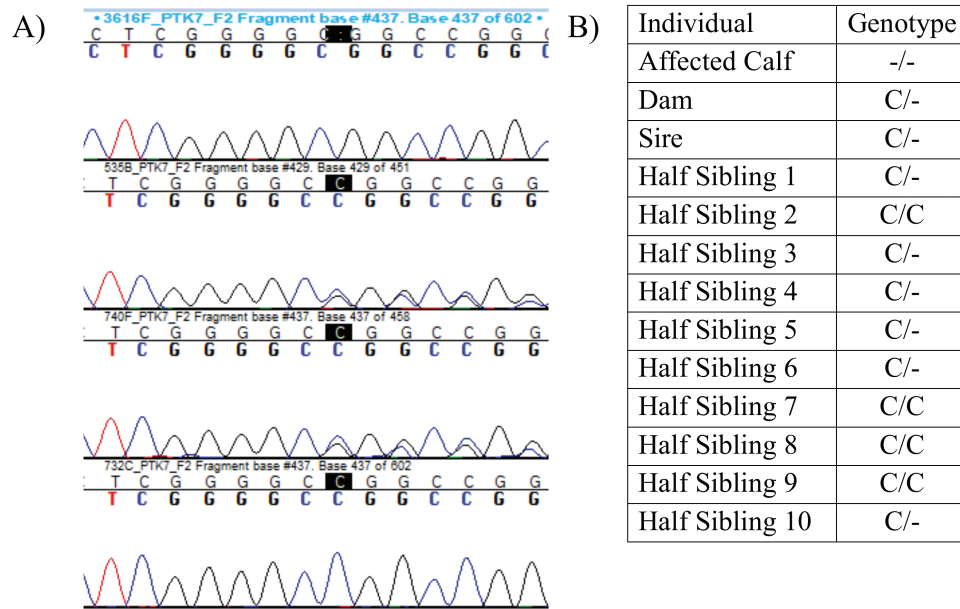 A)
• 3616F_PTK7_F2 Fragment base #437. Base 437 of 602 •
C T C G G G G C : G G C C G G
C T C G G G G C G G C C G G C
535B_PTK7_F2 Fragment base #429. Base 429 of 451
: T C G G G G C C G G C C G G
T C G G G G C C G G C C G G
740F_PTK7_F2 Fragment base #437. Base 437 of 458
: T C G G G G C C G G C C G G
T C G G G G C C G G C C G G
732C_PTK7_F2 Fragment base #437. Base 437 of 602
: T C G G G G C C G G C C G G
T C G G G G C C G G C C G G
B)
Individual Genotype
Affected Calf -/-
Dam C/-
Sire C/-
Half Sibling 1 C/-
Half Sibling 2 C/C
Half Sibling 3 C/-
Half Sibling 4 C/-
Half Sibling 5 C/-
Half Sibling 6 C/-
Half Sibling 7 C/C
Half Sibling 8 C/C
Half Sibling 9 C/C
Half Sibling 10 C/-